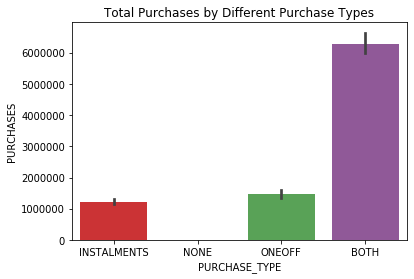 Total Purchases by Different Purchase Types
PURCHASES
6000000
5000000
4000000
3000000
2000000
1000000
0
INSTALMENTS NONE ONEOFF BOTH
PURCHASE_TYPE